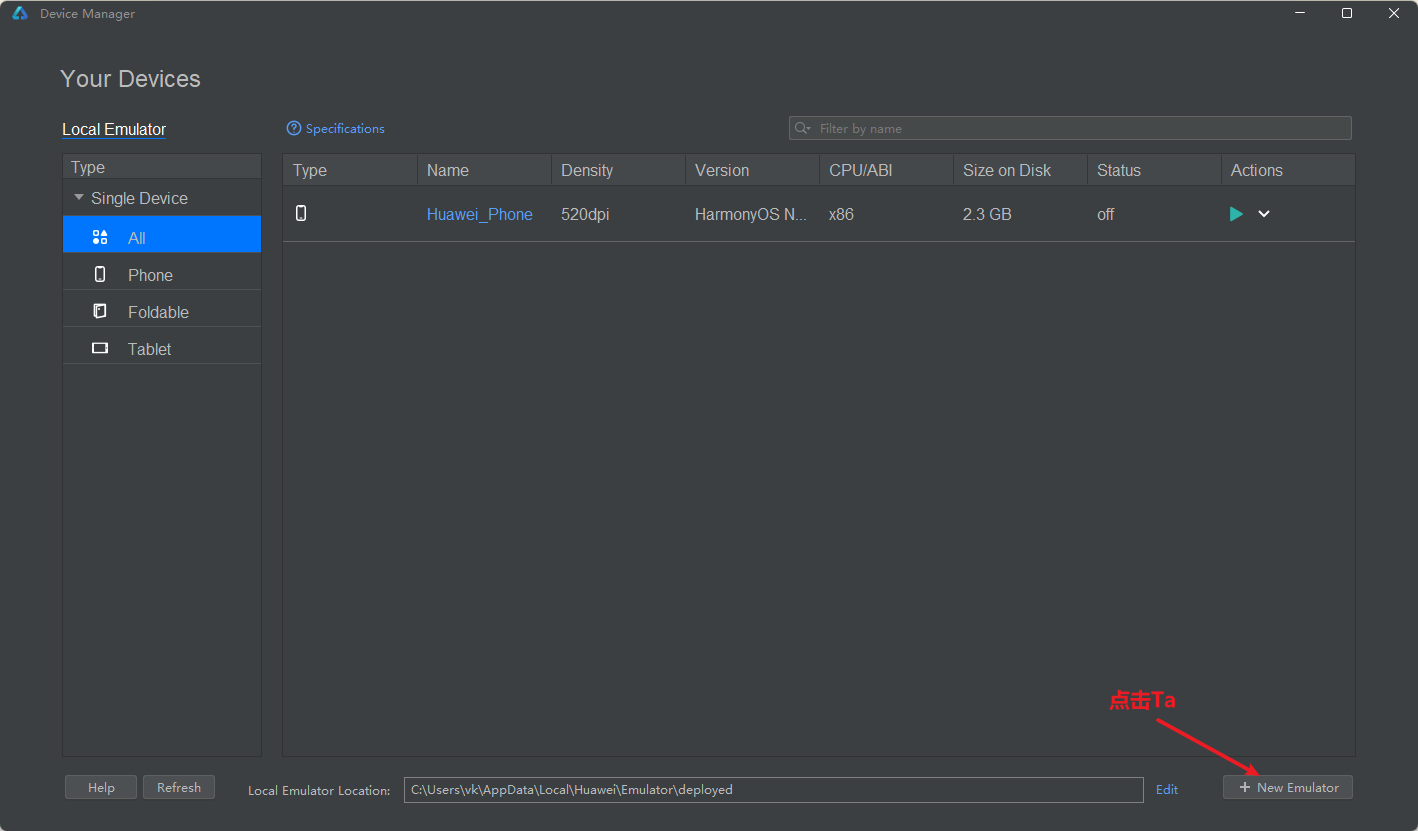 Device Manager
Your Devices
Local Emulator
Specifications
Filter by name
Type
Single Device
All
Phone
Foldable
Tablet
Type Name Density Version CPU/ABI Size on Disk Status Actions
Huawei_Phone 520dpi HarmonyOS N... x86 2.3 GB off
点击Ta
Help Refresh Local Emulator Location: C:\Users\vk\AppData\Local\Huawei\Emulator\deployed Edit + New Emulator